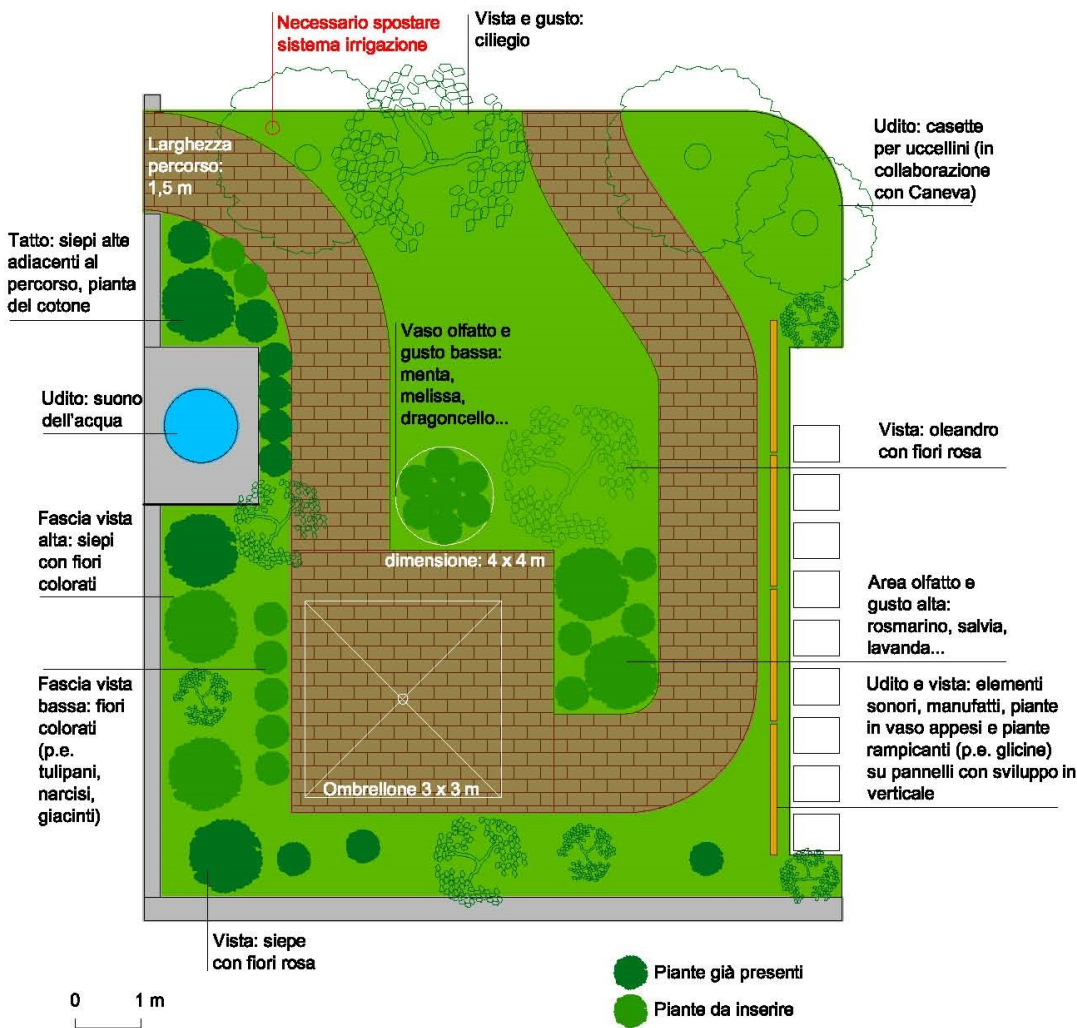 Necessario spostare
sistema irrigazione
Vista e gusto:
ciliegio
Larghezza
percorso:
1,5 m
Udito: casette
per uccellini (in
collaborazione
con Caneva)
Tatto: siepi alte
adiacenti al
percorso, pianta
del cotone
Vaso olfatto e
gusto bassa:
menta,
melissa,
dragoncello...
Udito: suono
dell'acqua
Vista: oleandro
con fiori rosa
Fascia vista
alta: siepi
con fiori
colorati
dimensione: 4 x 4 m
Area olfatto e
gusto alta:
rosmarino, salvia,
lavanda...
Fascia vista
bassa: fiori
colorati
(p.e.
tulipani,
narcisi,
giacinti)
Udito e vista: elementi
sonori, manufatti, piante
in vaso appesi e piante
rampicanti (p.e. glicine)
su pannelli con sviluppo in
verticale
Ombrellone 3 x 3 m
Vista: siepe
con fiori rosa
Piante già presenti
Piante da inserire
0 1 m